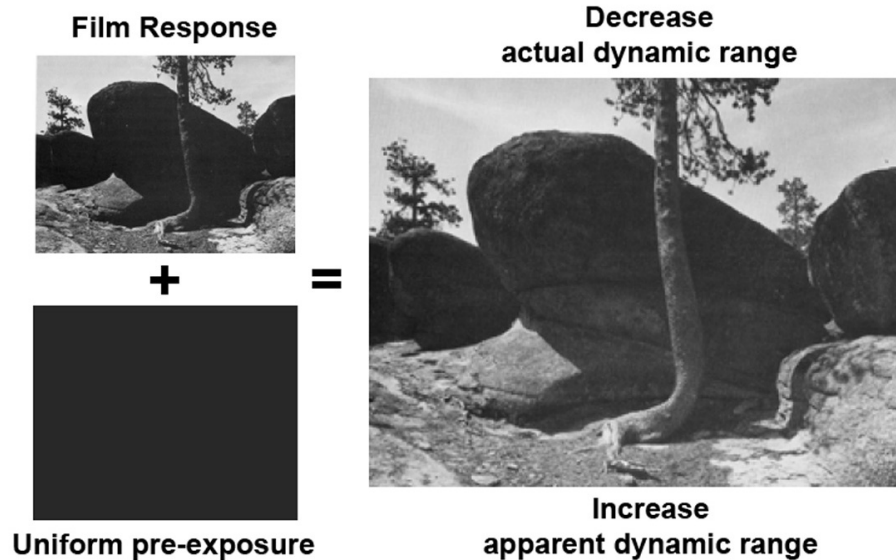 Film Response
+
Uniform pre-exposure
=
Decrease
actual dynamic range
Increase
apparent dynamic range